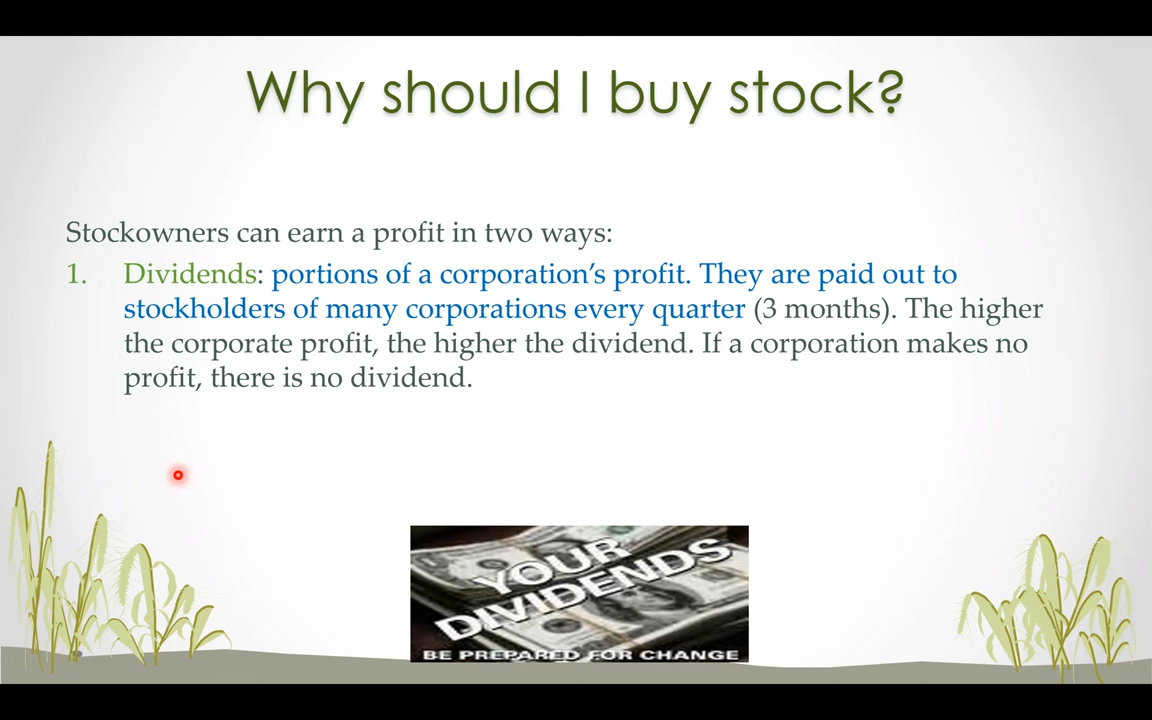 Why should I buy stock?
Stockowners can earn a profit in two ways:
1. Dividends: portions of a corporation’s profit. They are paid out to
stockholders of many corporations every quarter (3 months). The higher
the corporate profit, the higher the dividend. If a corporation makes no
profit, there is no dividend.
YOUR
DIVIDENDS
BE PREPARED FOR CHANGE